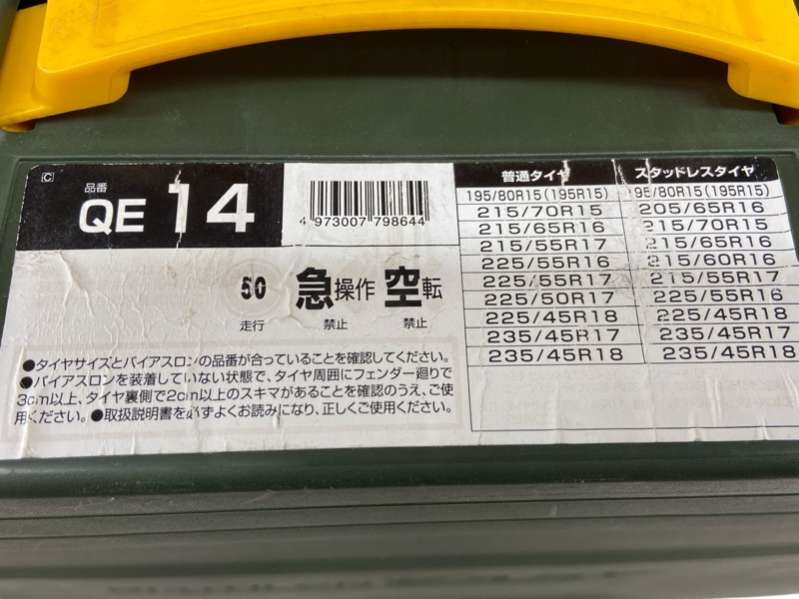 [C]
品番
QE 14
4 973007 798644
50 急操作 空転
走行 禁止 禁止
●タイヤサイズとバイアスロンの品番が合っていることを確認してください。
●バイアスロンを装着していない状態で、タイヤ周囲にフェンダー廻りで
3cm以上、タイヤ裏側で2cm以上のスキマがあることを確認のうえ、ご使
用ください。●取扱説明書を必ずよくお読みになり、正しくご使用ください。
普通タイヤ スタッドレスタイヤ
195/80R15(195R15) 195/80R15(195R15)
215/70R15 205/65R16
215/65R16 215/70R15
215/55R17 215/65R16
225/55R16 215/60R16
225/55R17 215/55R17
225/50R17 225/55R16
225/45R18 225/45R18
235/45R17 235/45R17
235/45R18 235/45R18